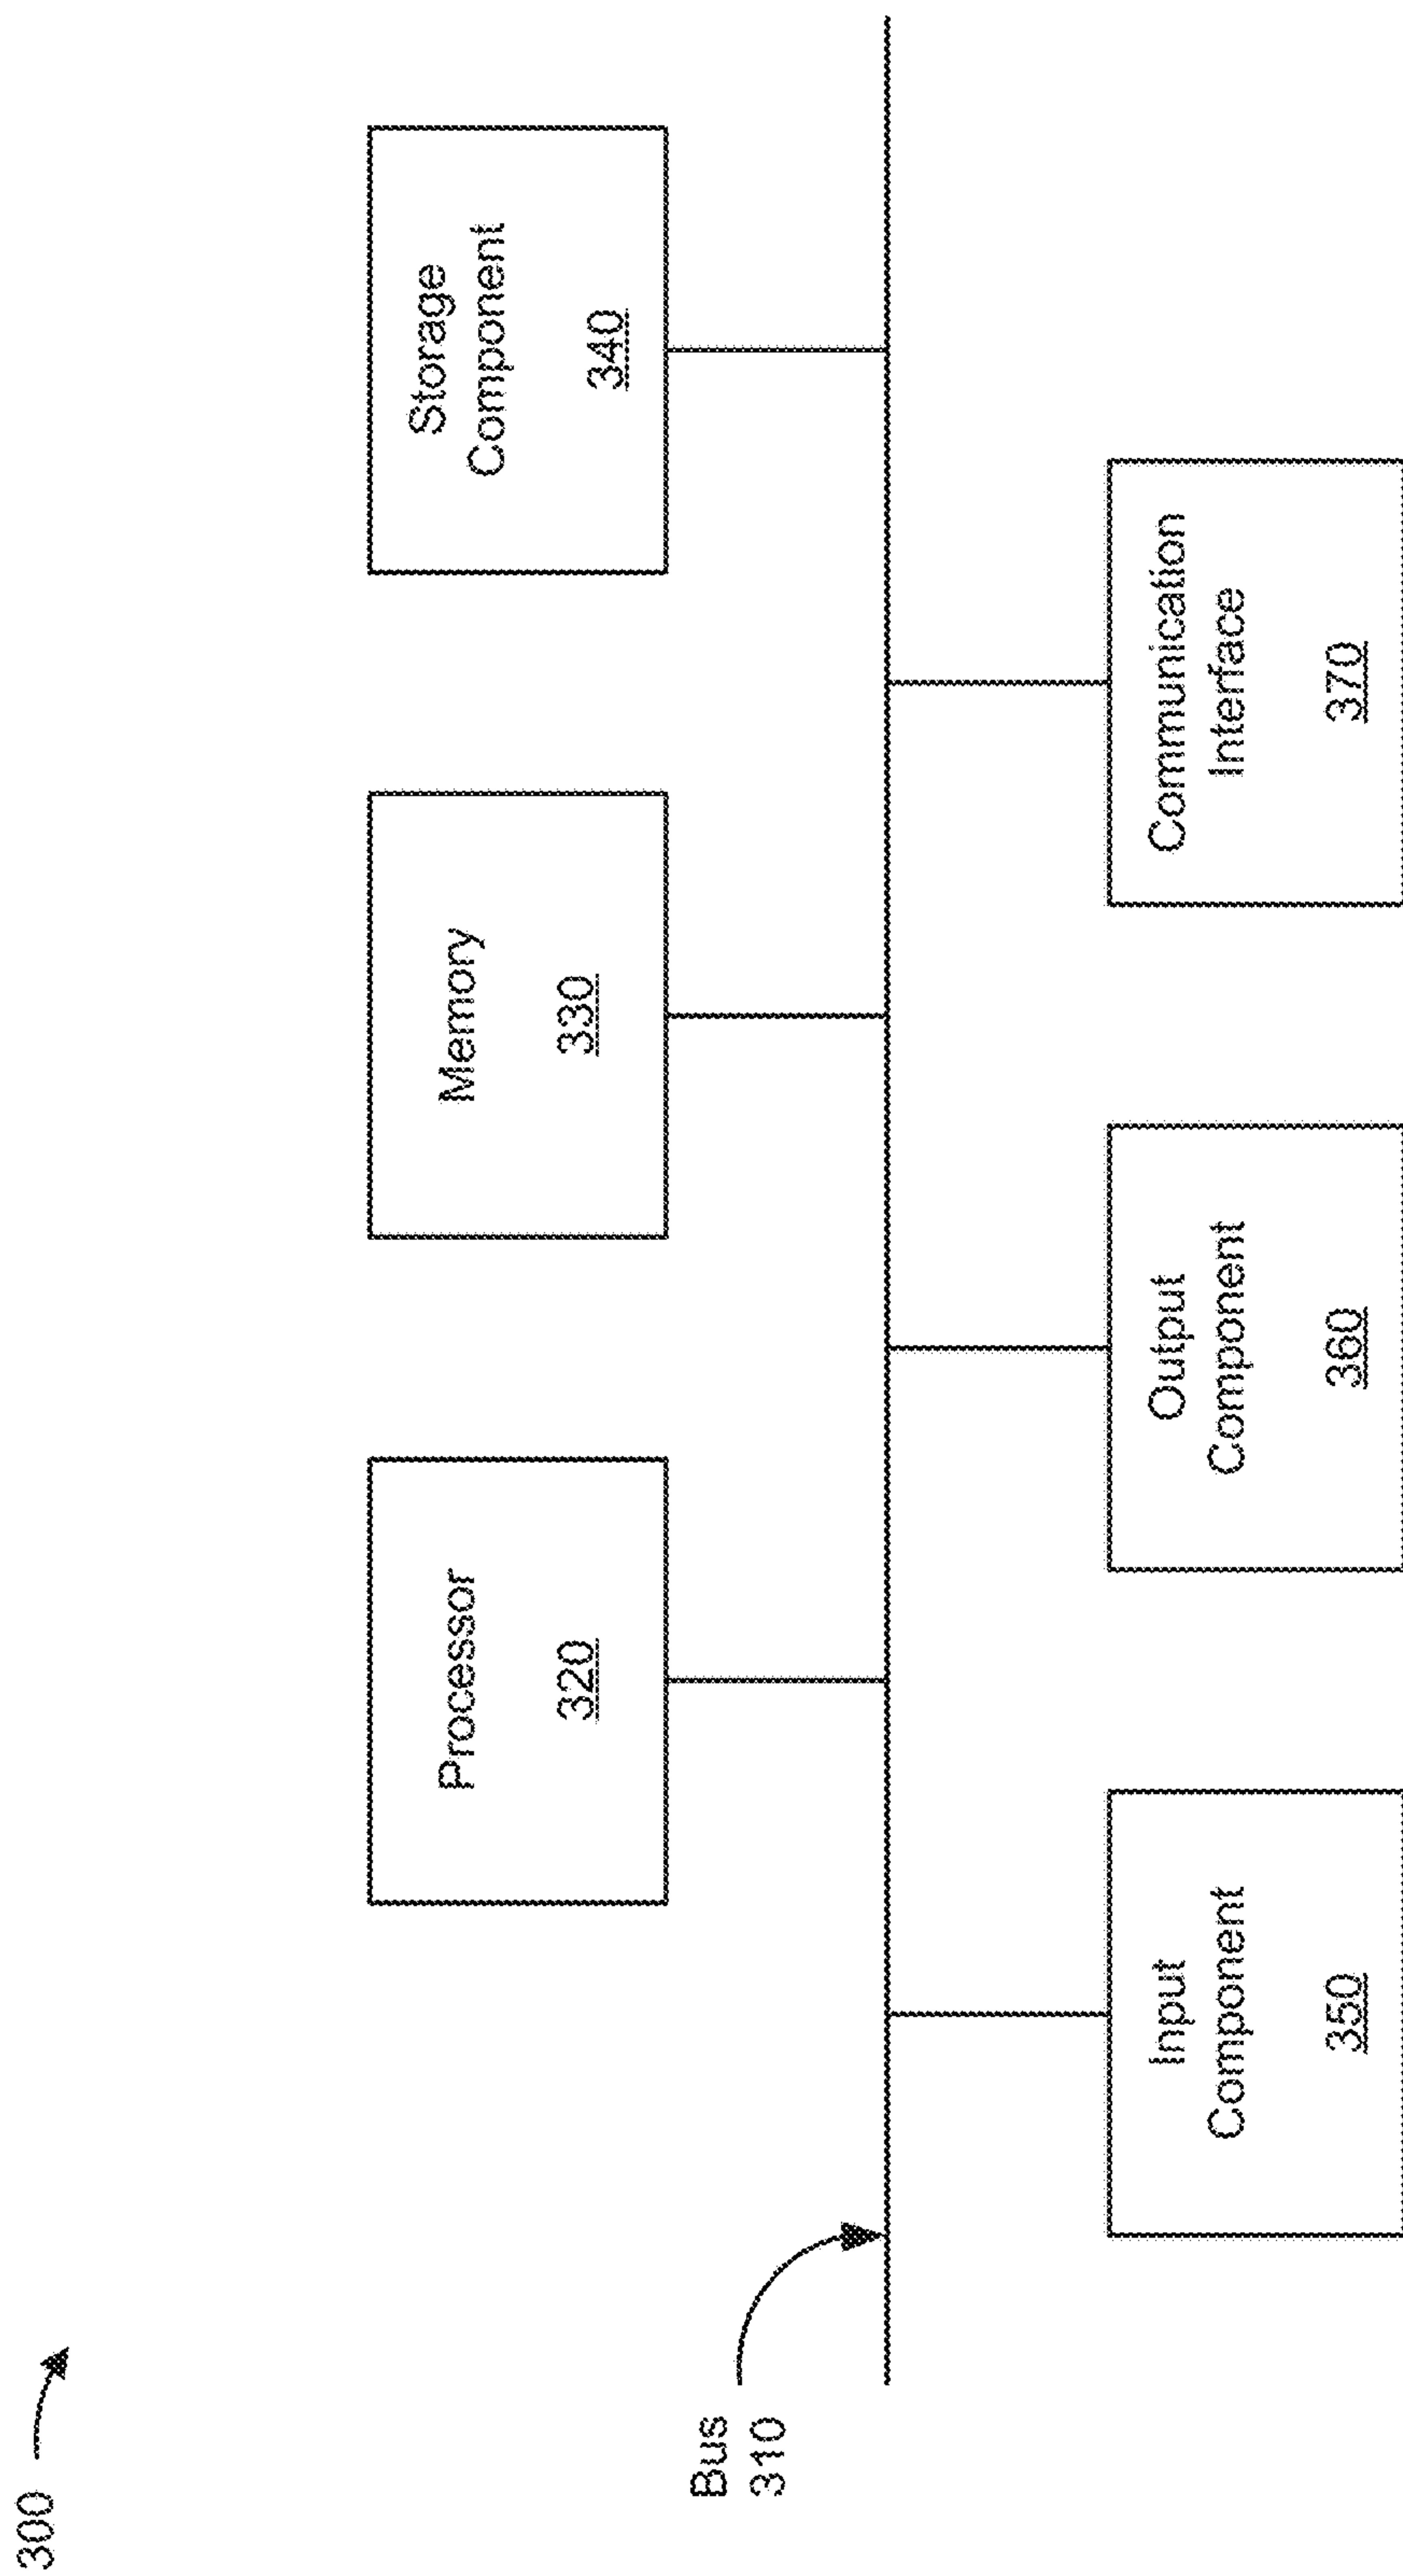 300
Processor
320
Memory
330
Storage
Component
340
Bus
310
Input
Component
350
Output
Component
360
Communication
Interface
370